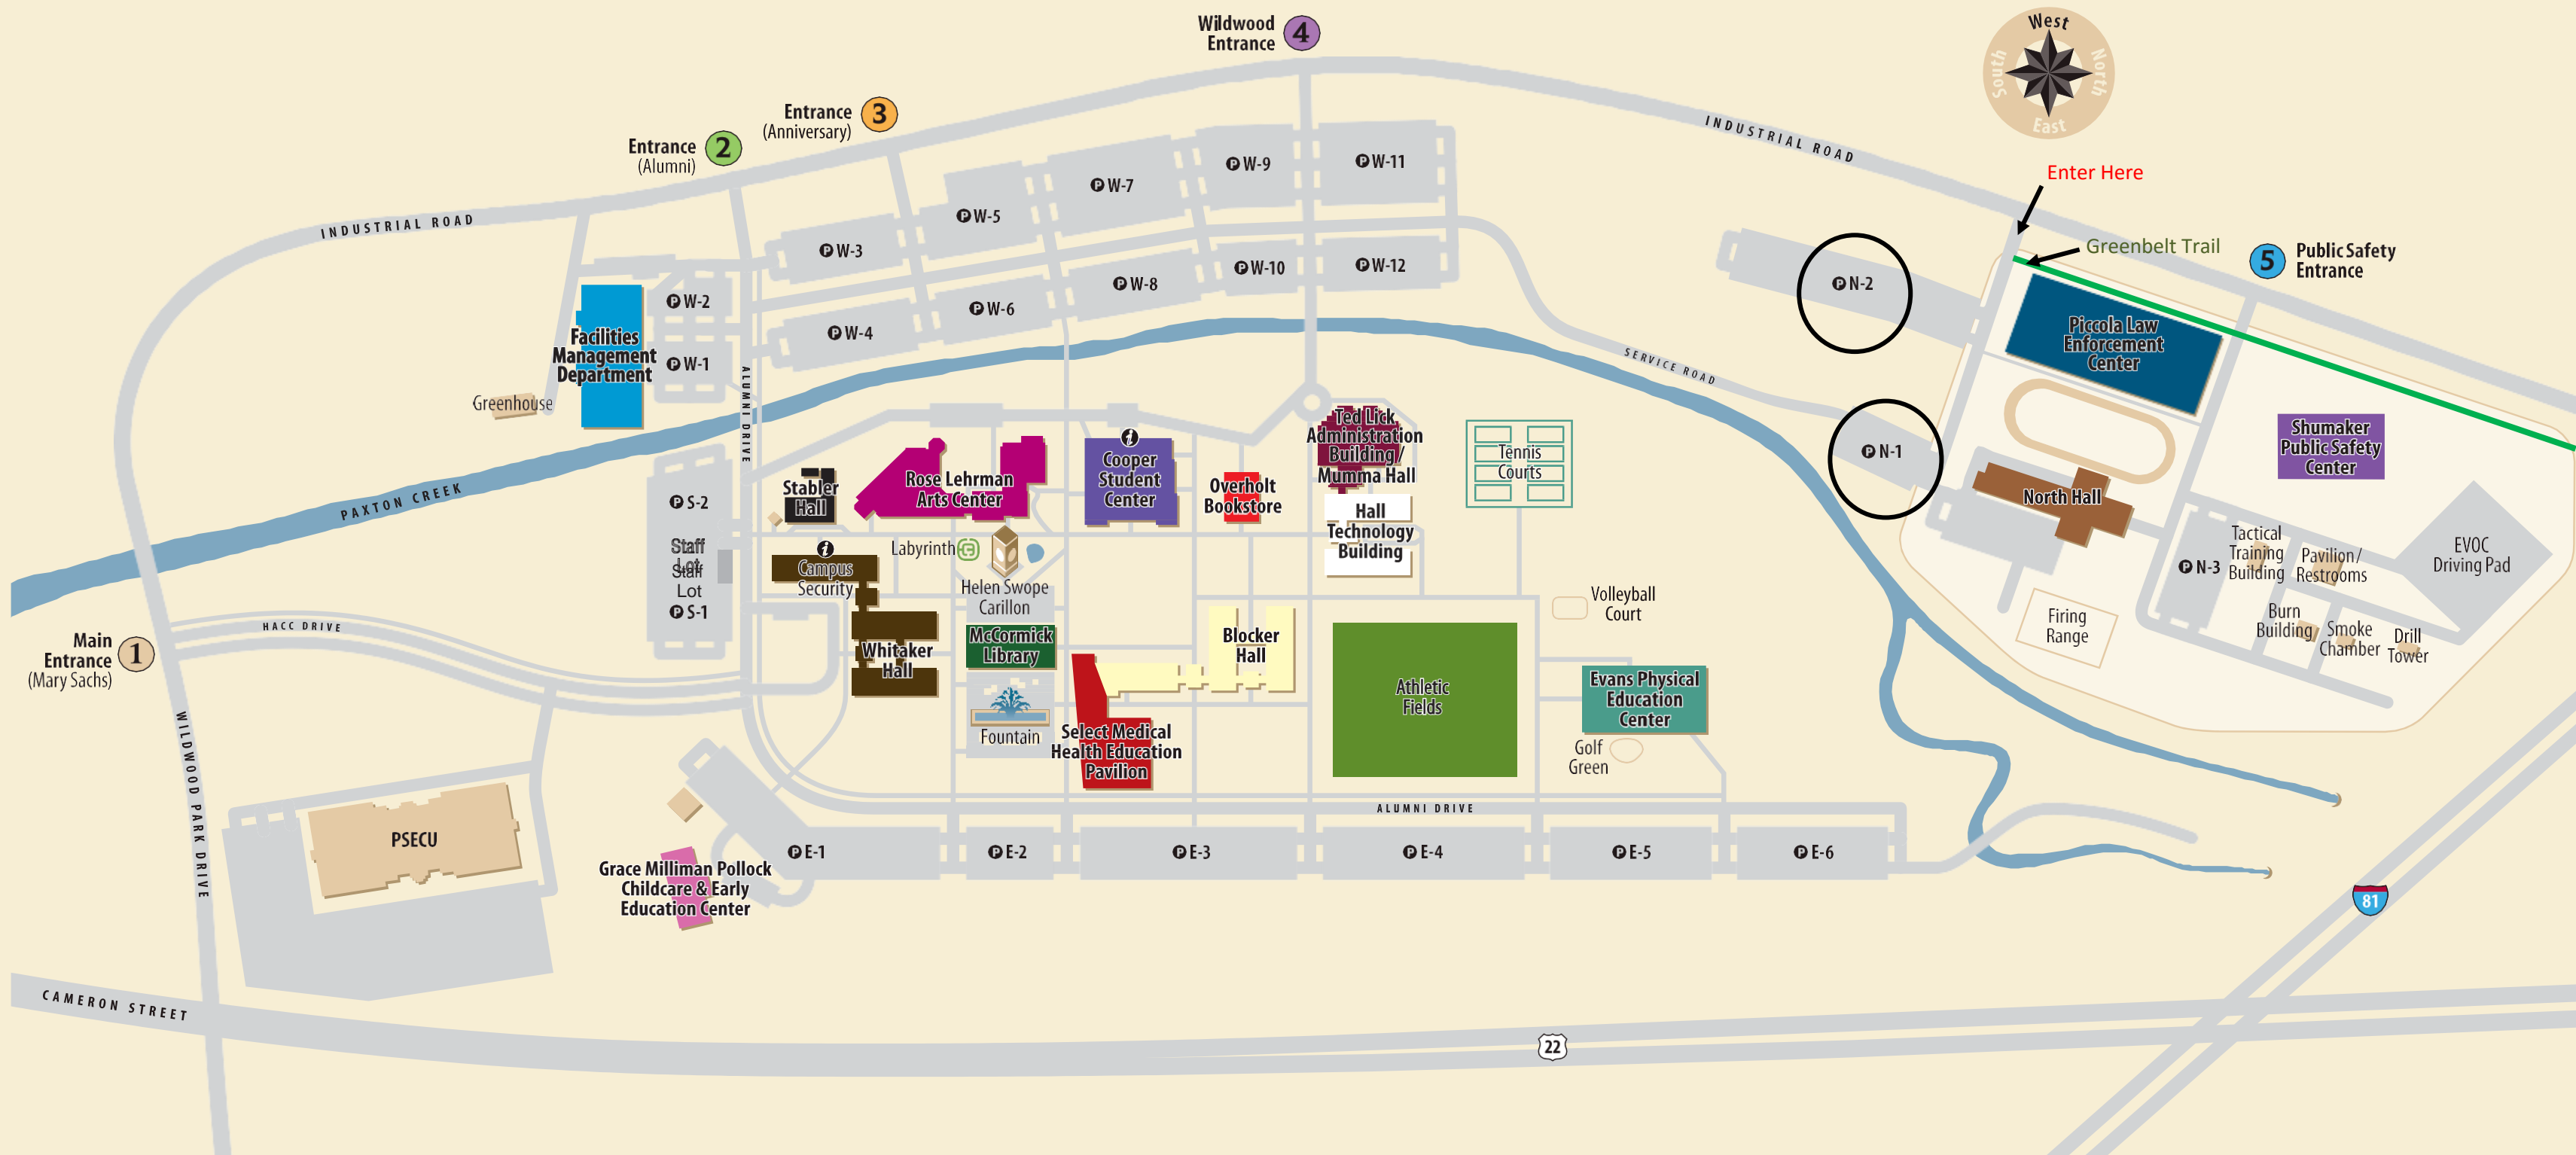 Wildwood
Entrance
4
West
South
North
East
Entrance
(Anniversary)
3
Entrance
(Alumni)
2
INDUSTRIAL ROAD
INDUSTRIAL ROAD
Enter Here
Greenbelt Trail
5
Public Safety
Entrance
P W-9
P W-11
P W-7
P W-5
P W-3
P W-10
P W-12
P W-8
P W-6
P W-4
P W-2
P W-1
P N-2
P N-1
SERVICE ROAD
Piccola Law
Enforcement
Center
Facilities
Management
Department
Greenhouse
ALUMNI DRIVE
PAXTON CREEK
P S-2
Staff
Lot
Staff
Lot
P S-1
Stabler
Hall
Rose Lehrman
Arts Center
i
Cooper
Student
Center
Overholt
Bookstore
Ted Lick
Administration
Building /
Mumma Hall
Hall
Technology
Building
Tennis
Courts
Shumaker
Public Safety
Center
North Hall
i
Campus
Security
Labyrinth
Helen Swope
Carillon
Whitaker
Hall
McCormick
Library
Fountain
Blocker
Hall
Select Medical
Health Education
Pavilion
Athletic
Fields
Volleyball
Court
Evans Physical
Education
Center
Golf
Green
P N-3
Tactical
Training
Building
Pavilion/
Restrooms
EVOC
Driving Pad
Firing
Range
Burn
Building
Smoke
Chamber
Drill
Tower
Main
Entrance
(Mary Sachs)
1
HACC DRIVE
WILDWOOD PARK DRIVE
PSECU
Grace Milliman Pollock
Childcare & Early
Education Center
ALUMNI DRIVE
P E-1
P E-2
P E-3
P E-4
P E-5
P E-6
81
CAMERON STREET
22